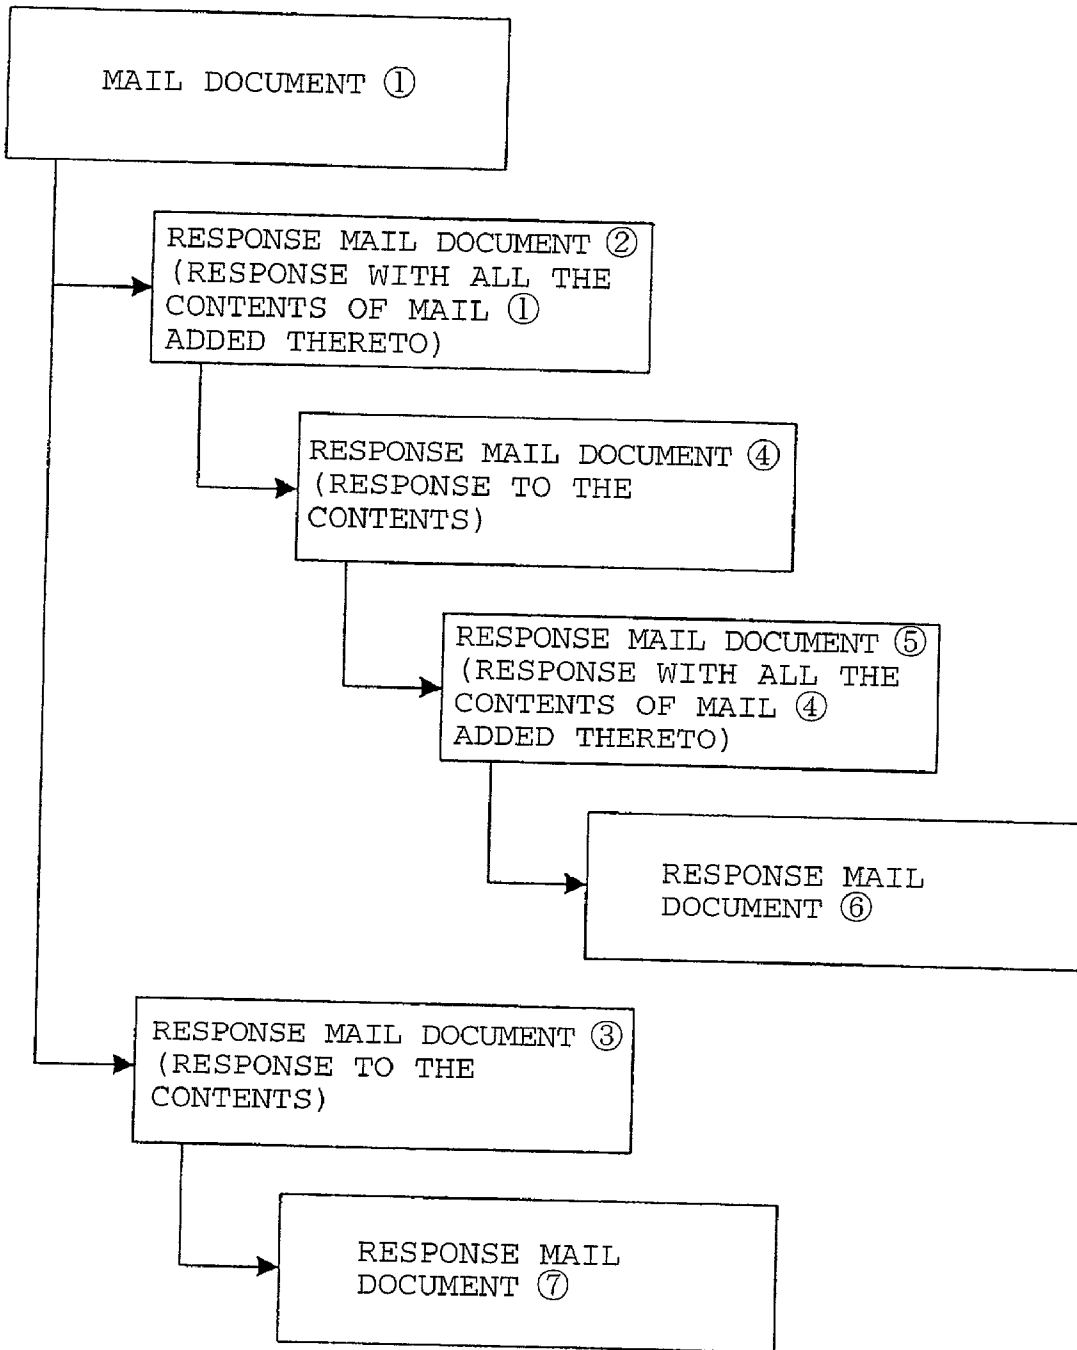 MAIL DOCUMENT ①
RESPONSE MAIL DOCUMENT ②
(RESPONSE WITH ALL THE
CONTENTS OF MAIL ①
ADDED THERETO)
RESPONSE MAIL DOCUMENT ④
(RESPONSE TO THE
CONTENTS)
RESPONSE MAIL DOCUMENT ⑤
(RESPONSE WITH ALL THE
CONTENTS OF MAIL ④
ADDED THERETO)
RESPONSE MAIL
DOCUMENT ⑥
RESPONSE MAIL DOCUMENT ③
(RESPONSE TO THE
CONTENTS)
RESPONSE MAIL
DOCUMENT ⑦